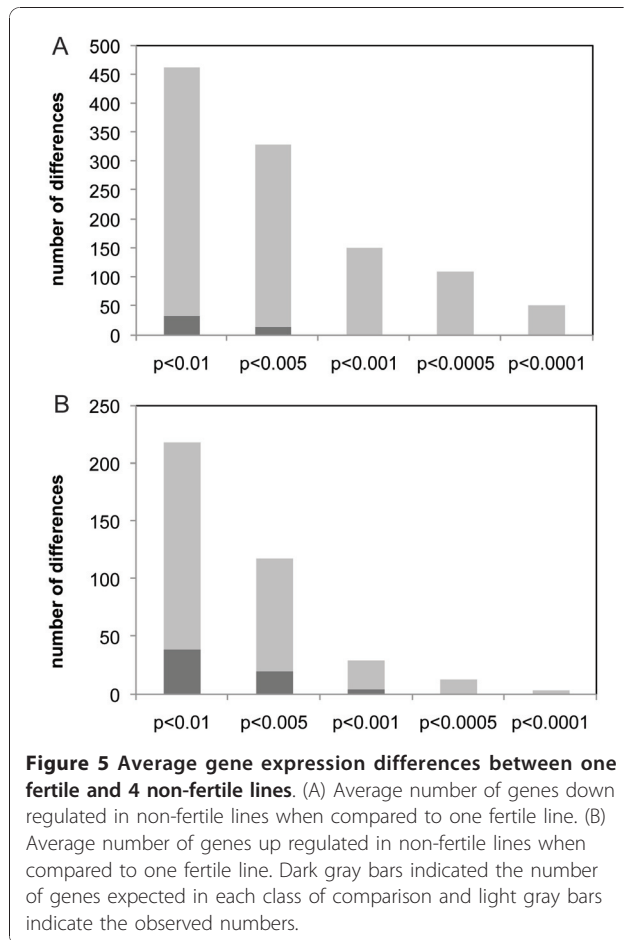 A
500
450
400
350
300
250
200
150
100
50
0
number of differences
p<0.01 p<0.005 p<0.001 p<0.0005 p<0.0001
B
250
200
150
100
50
0
number of differences
p<0.01 p<0.005 p<0.001 p<0.0005 p<0.0001
Figure 5 Average gene expression differences between one
fertile and 4 non-fertile lines. (A) Average number of genes down
regulated in non-fertile lines when compared to one fertile line. (B)
Average number of genes up regulated in non-fertile lines when
compared to one fertile line. Dark gray bars indicated the number
of genes expected in each class of comparison and light gray bars
indicate the observed numbers.